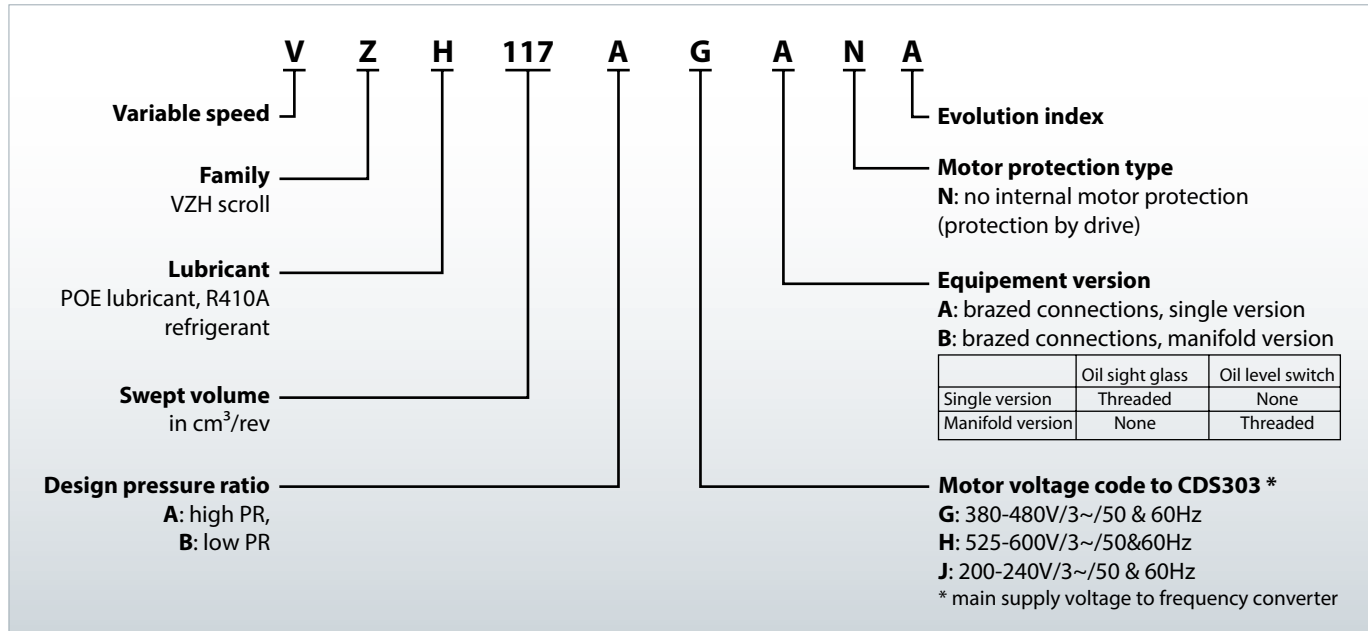 V Z H 117 A G A N A
Variable speed
Family
VZH scroll
Lubricant
POE lubricant, R410A
refrigerant
Swept volume
in cm³/rev
Design pressure ratio
A: high PR,
B: low PR
Evolution index
Motor protection type
N: no internal motor protection
(protection by drive)
Equipement version
A: brazed connections, single version
B: brazed connections, manifold version
Oil sight glass Oil level switch
Single version Threaded None
Manifold version None Threaded
Motor voltage code to CDS303 *
G: 380-480V/3~/50 & 60Hz
H: 525-600V/3~/50&60Hz
J: 200-240V/3~/50 & 60Hz
* main supply voltage to frequency converter